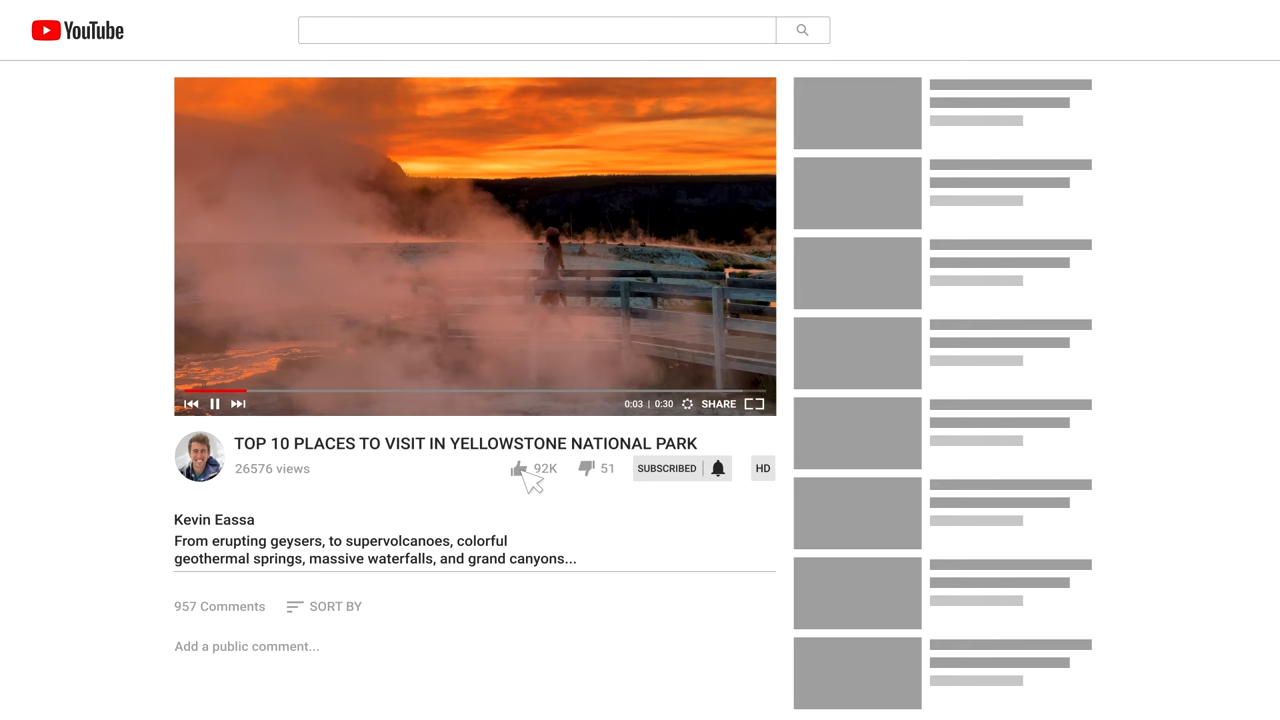 YouTube
0:03 | 0:30 SHARE
TOP 10 PLACES TO VISIT IN YELLOWSTONE NATIONAL PARK
26576 views 92K 51 SUBSCRIBED HD
Kevin Eassa
From erupting geysers, to supervolcanoes, colorful
geothermal springs, massive waterfalls, and grand canyons...
957 Comments SORT BY
Add a public comment...